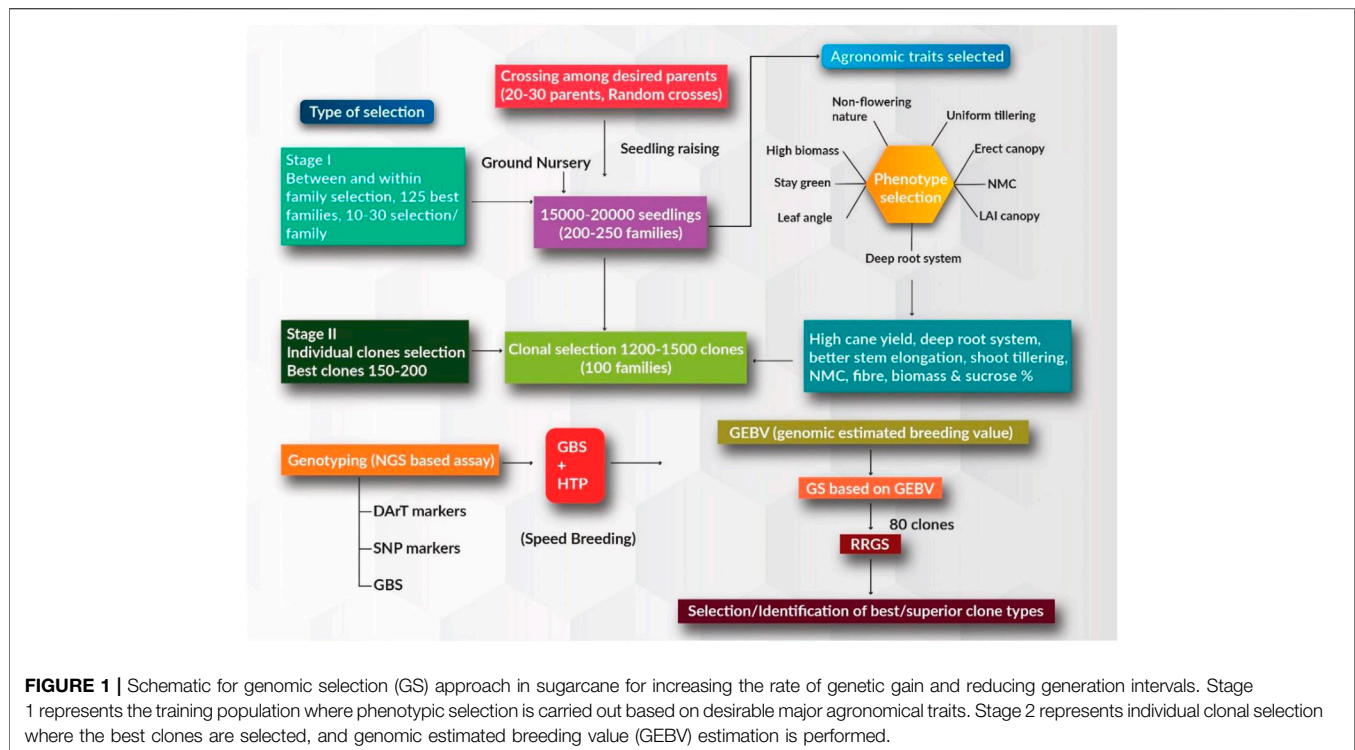 Crossing among desired parents
(20-30 parents, Random crosses)
Agronomic traits selected
Type of selection
Seedling raising
Ground Nursery
Stage I
Between and within
family selection, 125 best
families, 10-30 selection/
family
15000-20000 seedlings
(200-250 families)
Non-flowering
nature
Uniform tillering
High biomass
Erect canopy
Stay green
Phenotype
selection
NMC
Leaf angle
LAI canopy
Deep root system
Stage II
Individual clones selection
Best clones 150-200
Clonal selection 1200-1500 clones
(100 families)
High cane yield, deep root system,
better stem elongation, shoot tillering,
NMC, fibre, biomass & sucrose %
Genotyping (NGS based assay)
DArT markers
SNP markers
GBS
GBS
+
HTP
(Speed Breeding)
GEBV (genomic estimated breeding value)
GS based on GEBV
80 clones
RRGS
Selection/Identification of best/superior clone types
FIGURE 1 | Schematic for genomic selection (GS) approach in sugarcane for increasing the rate of genetic gain and reducing generation intervals. Stage
1 represents the training population where phenotypic selection is carried out based on desirable major agronomical traits. Stage 2 represents individual clonal selection
where the best clones are selected, and genomic estimated breeding value (GEBV) estimation is performed.